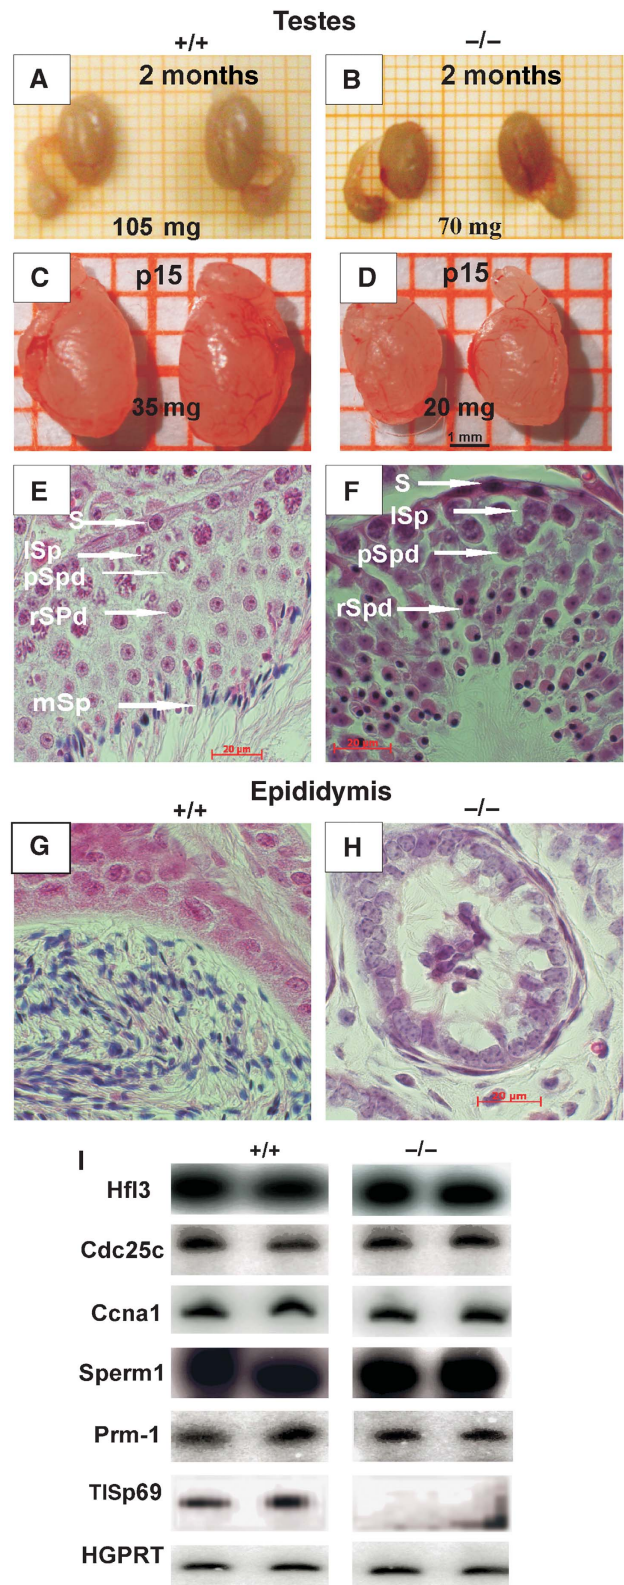 Testes
+/+ –/–
A 2 months B 2 months
105 mg 70 mg
C p15 D p15
35 mg 20 mg
1 mm
E F
S S
lSp lSp
pSpd pSpd
rSPd rSpd
mSp
20 µm 20 µm
Epididymis
+/+ –/–
G H
20 µm
I +/+ –/–
Hfl3
Cdc25c
Ccna1
Sperm1
Prm-1
TlSp69
HGPRT